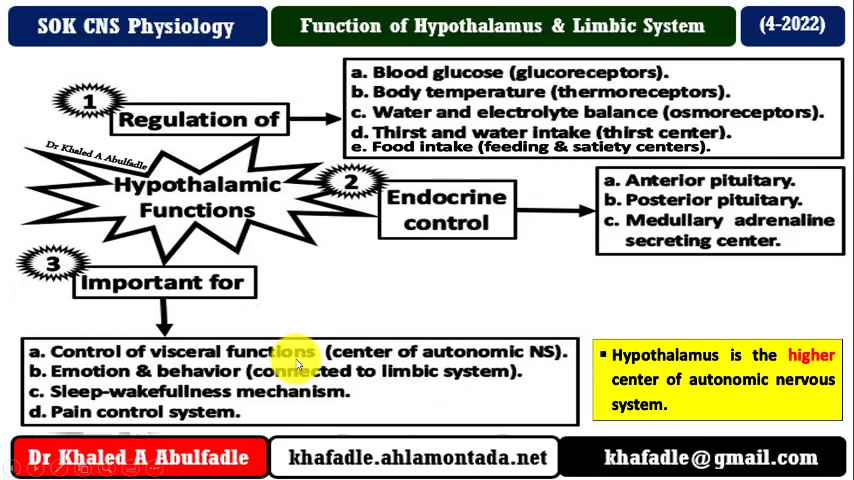 SOK CNS Physiology
Function of Hypothalamus & Limbic System
(4-2022)
1
Regulation of
a. Blood glucose (glucoreceptors).
b. Body temperature (thermoreceptors).
c. Water and electrolyte balance (osmoreceptors).
d. Thirst and water intake (thirst center).
e. Food intake (feeding & satiety centers).
Dr Khaled A Abulfadle
Hypothalamic
Functions
2
Endocrine
control
a. Anterior pituitary.
b. Posterior pituitary.
c. Medullary adrenaline
secreting center.
3
Important for
a. Control of visceral functions (center of autonomic NS).
b. Emotion & behavior (connected to limbic system).
c. Sleep-wakefullness mechanism.
d. Pain control system.
▪ Hypothalamus is the higher
center of autonomic nervous
system.
Dr Khaled A Abulfadle
khafadle.ahlamontada.net
khafadle@gmail.com